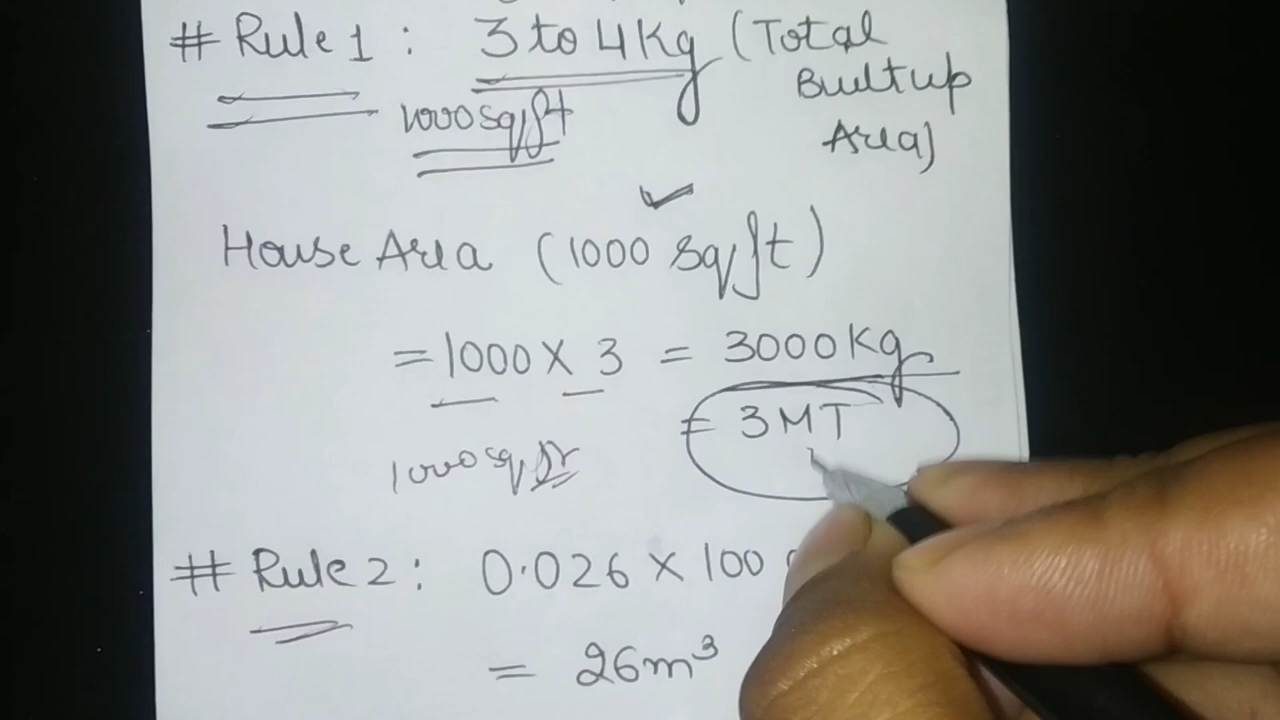 # Rule 1 : 3 to 4 Kg (Total
Builtup
Area)
1000 sqft
House Area (1000 sqft)
= 1000 X 3 = 3000 Kg
= 3 MT
1000 sqft
# Rule 2 : 0.026 X 100
= 26m³